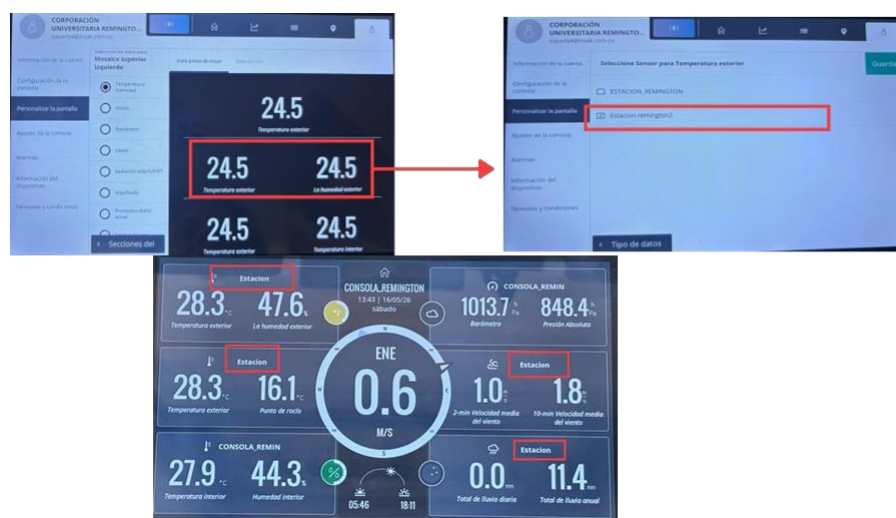 CORPORACIÓN
UNIVERSITARIA REMINGTO...
Información de la cuenta
Configuración de la
consola
Personalizar la pantalla
Ajustes de la consola
Alarmas
Información del
dispositivo
Términos y condiciones
Mosaico superior
izquierdo
Temperatura/
humedad
Viento
Barómetro
Lluvia
Secciones del
24.5
Temperatura exterior
24.5 24.5
Temperatura exterior La humedad exterior
24.5 24.5
Temperatura exterior Temperatura interior
CORPORACIÓN
UNIVERSITARIA REMINGTO...
Información de la cuenta
Configuración de la
consola
Personalizar la pantalla
Ajustes de la consola
Alarmas
Información del
dispositivo
Términos y condiciones
Seleccione Sensor para Temperatura exterior
ESTACION_REMINGTON
Estacion remington2
Tipo de datos
Estacion
28.3 °C 47.6 %
Temperatura exterior La humedad exterior
Estacion
28.3 °C 16.1 °C
Temperatura exterior Punto de rocío
CONSOLA_REMIN
27.9 °C 44.3 %
Temperatura interior Humedad interior
CONSOLA_REMINGTON
13:43 | 16/05/26
sábado
N
ENE
0.6
M/S
S
05:46 18:11
CONSOLA_REMIN
1013.7 hPa 848.4 hPa
Barómetro Presión Absoluta
Estacion
1.0 1.8
2-min Velocidad media
del viento
10-min Velocidad media
del viento
Estacion
0.0 11.4
Total de lluvia diaria Total de lluvia anual